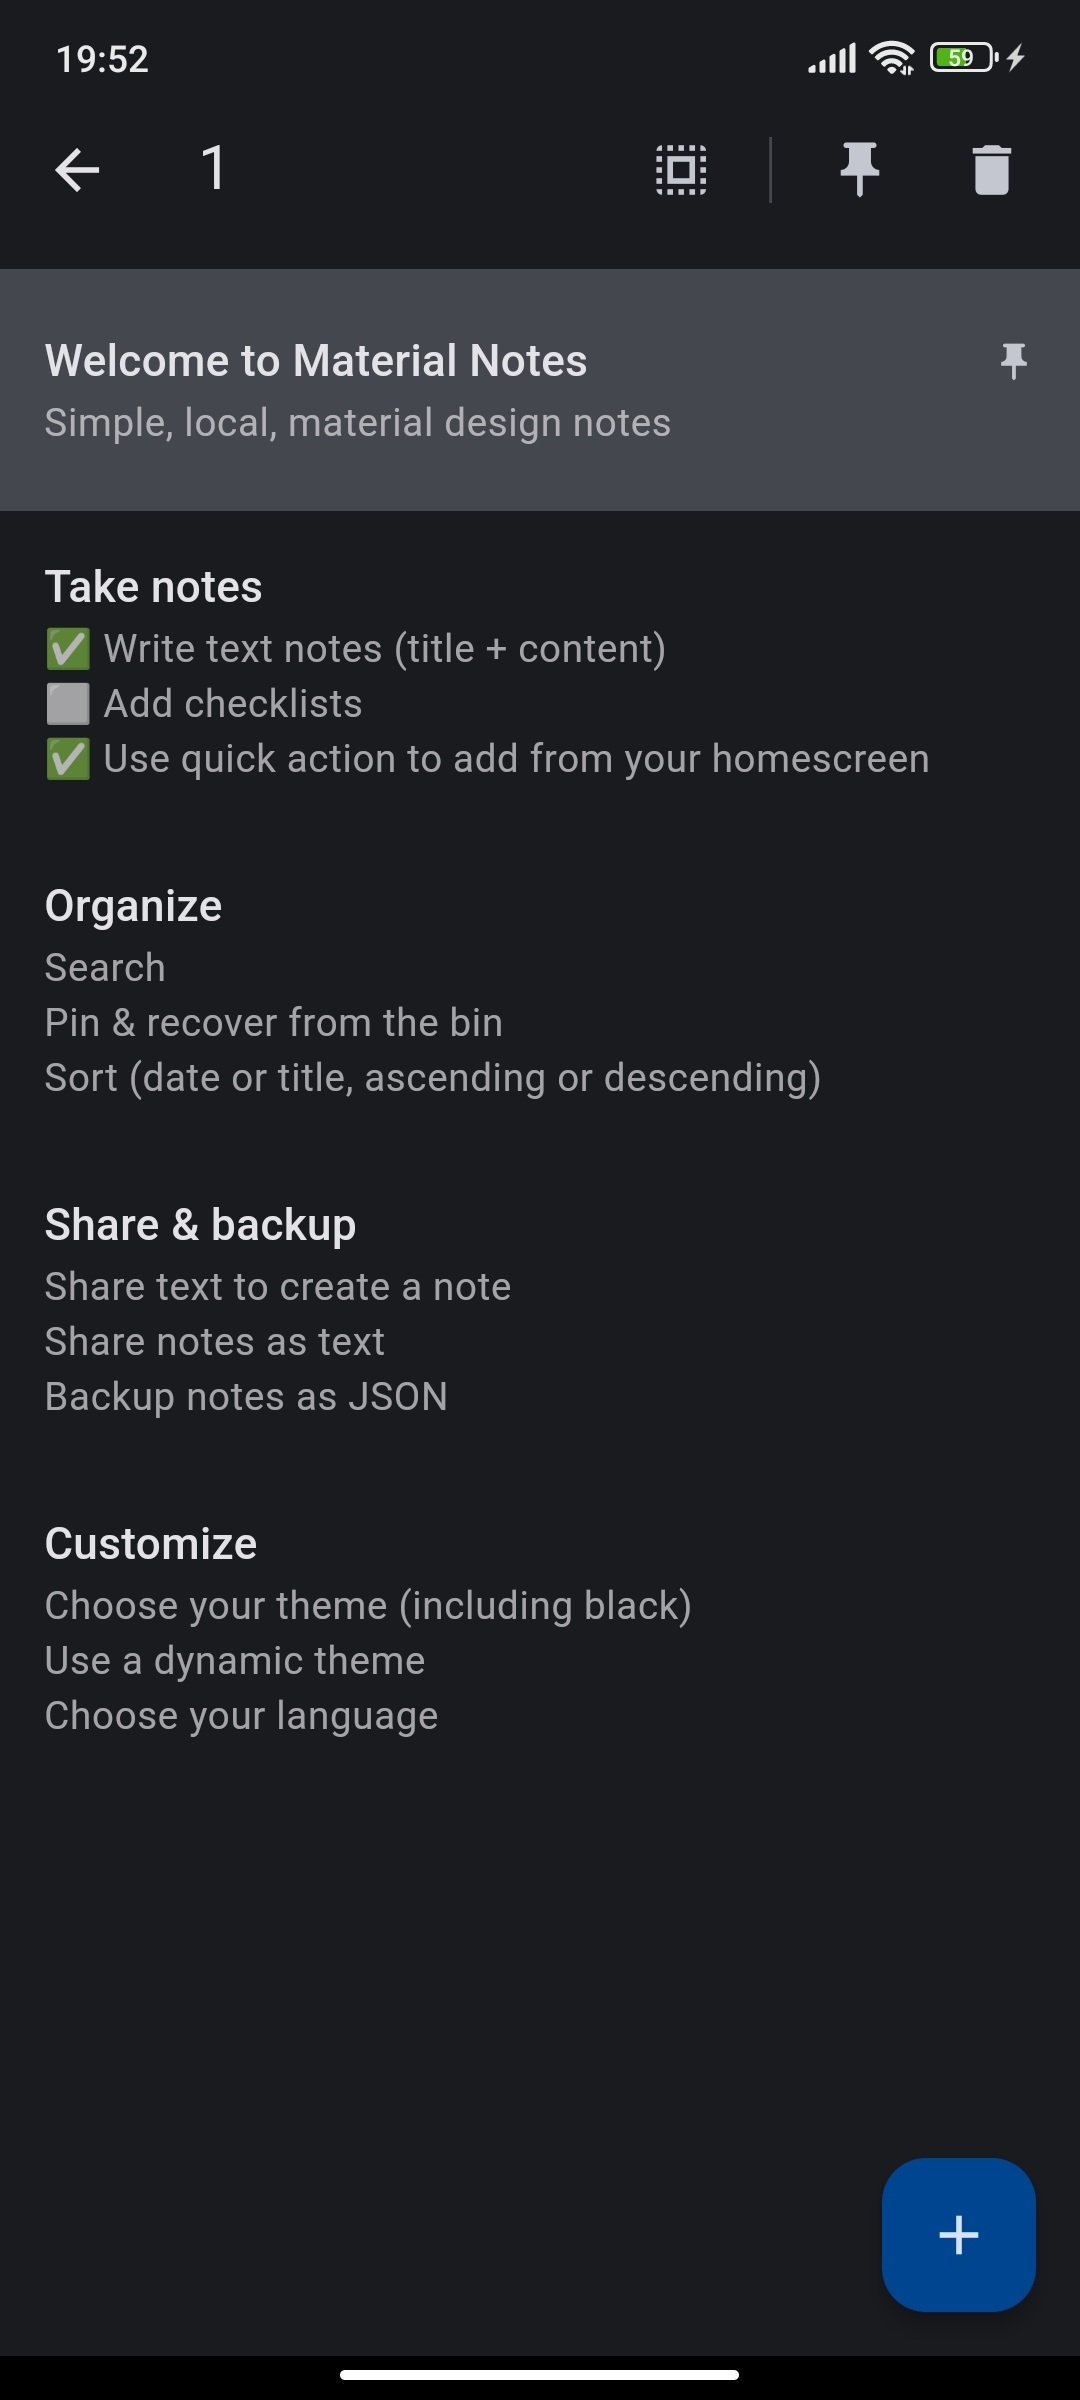 19:52
59
1
Welcome to Material Notes
Simple, local, material design notes
Take notes
✅ Write text notes (title + content)
⬜ Add checklists
✅ Use quick action to add from your homescreen
Organize
Search
Pin & recover from the bin
Sort (date or title, ascending or descending)
Share & backup
Share text to create a note
Share notes as text
Backup notes as JSON
Customize
Choose your theme (including black)
Use a dynamic theme
Choose your language